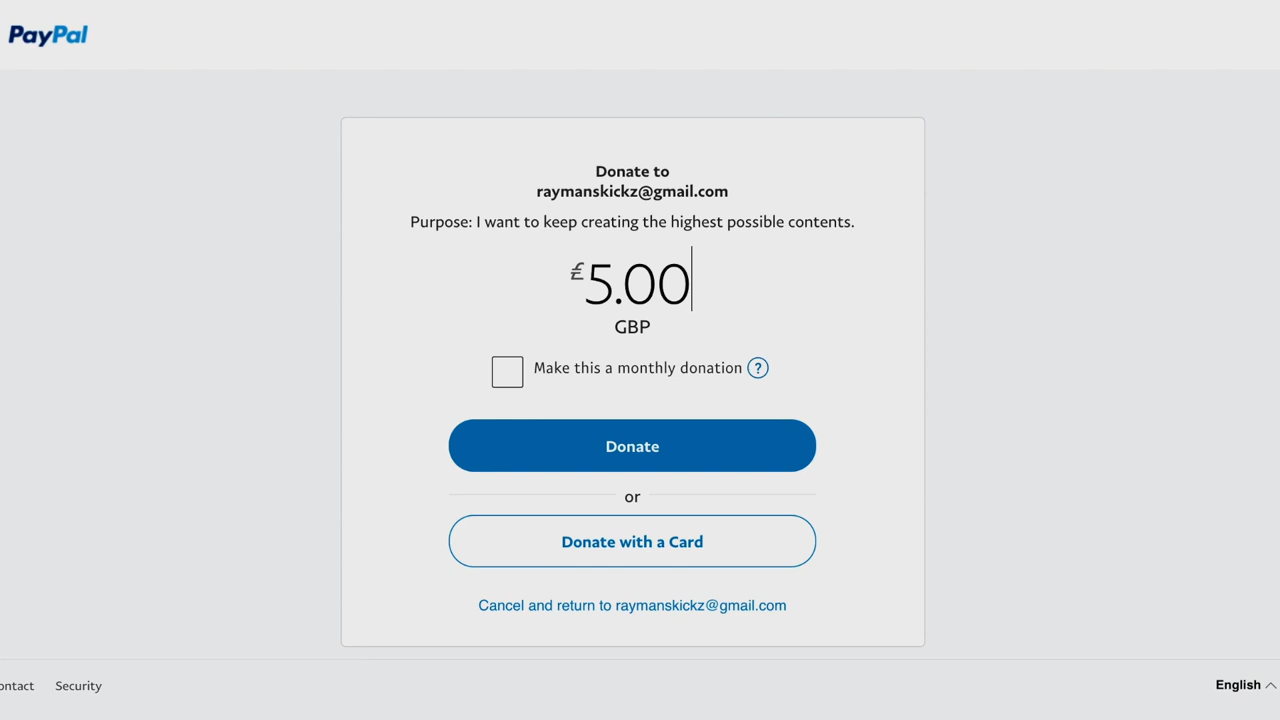 PayPal
Donate to
raymanskickz@gmail.com
Purpose: I want to keep creating the highest possible contents.
£5.00
GBP
Make this a monthly donation ?
Donate
or
Donate with a Card
Cancel and return to raymanskickz@gmail.com
ontact Security
English